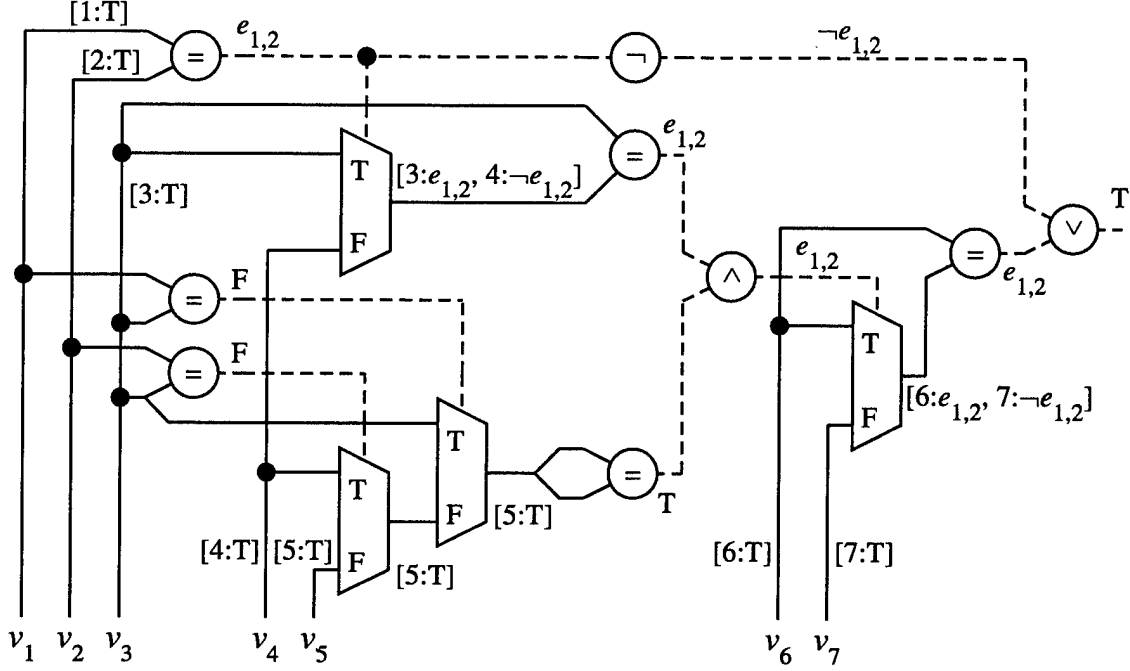 [1:T]
e1,2
¬e1,2
=
¬
[2:T]
e1,2
=
T
[3:e1,2, 4:¬e1,2]
[3:T]
T
∨
F
e1,2
=
e1,2
F
∧
=
T
F
=
[6:e1,2, 7:¬e1,2]
F
T
=
T
T
F
[5:T]
[4:T]
[5:T]
F
[5:T]
[6:T]
[7:T]
v1
v2
v3
v4
v5
v6
v7